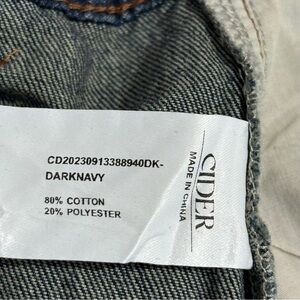 CD20230913388940DK-
DARKNAVY
80% COTTON
20% POLYESTER
CIDER
MADE IN CHINA